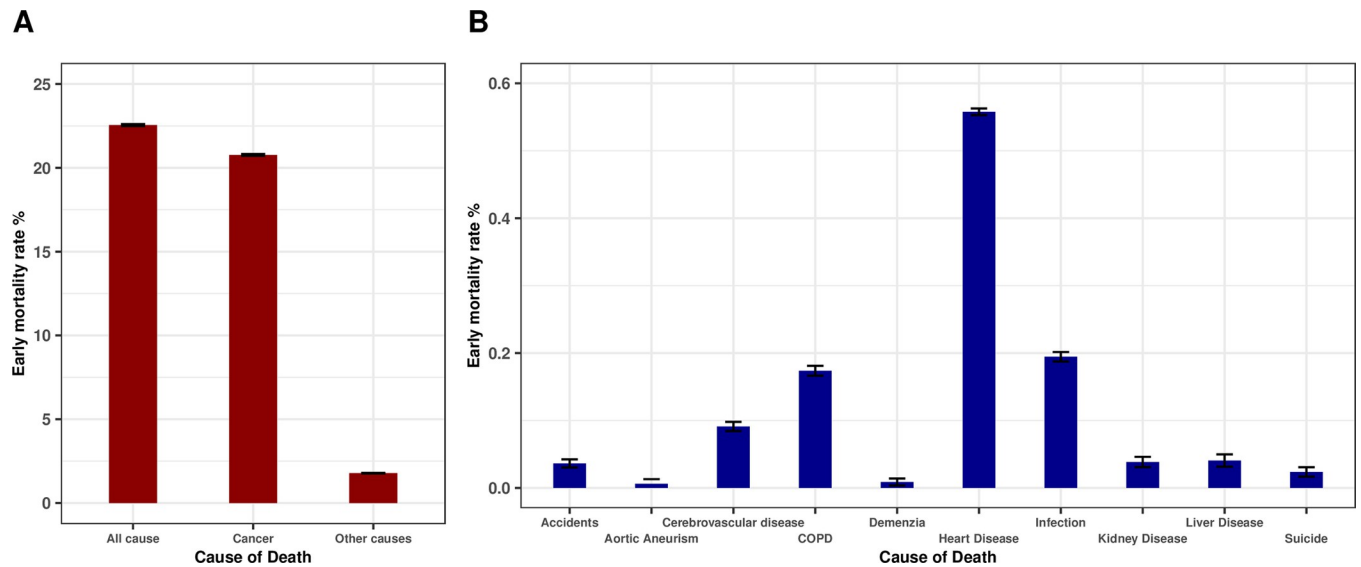 A
Early mortality rate %
25
20
15
10
5
0
All cause
Cancer
Other causes
Cause of Death
B
Early mortality rate %
0.6
0.4
0.2
0.0
Accidents
Aortic Aneurism
Cerebrovascular disease
COPD
Demenzia
Heart Disease
Infection
Kidney Disease
Liver Disease
Suicide
Cause of Death